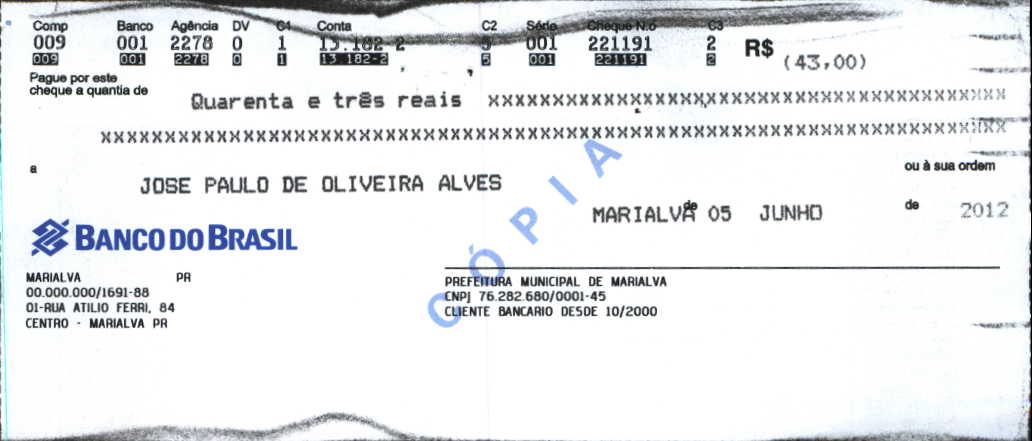 Comp Banco Agência DV C1 Conta C2 Série Cheque N.o C3
009 001 2278 0 1 13.182-2 5 001 221191 2 R$ (43,00)
009 001 2278 0 1 13.182-2 5 001 221191 2
Pague por este
cheque a quantia de
Quarenta e três reais xxxxxxxxxxxxxxxxxxxxxxxxxxxxxxxxxxxxxxxxxxx
xxxxxxxxxxxxxxxxxxxxxxxxxxxxxxxxxxxxxxxxxxxxxxxxxxxxxxxxxxxxxxxxxxxxxx
a ou à sua ordem
JOSE PAULO DE OLIVEIRA ALVES
MARIALVA de 05 JUNHO de 2012
BANCO DO BRASIL
CÓPIA
MARIALVA PR
00.000.000/1691-88
01-RUA ATILIO FERRI, 84
CENTRO - MARIALVA PR
PREFEITURA MUNICIPAL DE MARIALVA
CNPJ 76.282.680/0001-45
CLIENTE BANCARIO DESDE 10/2000